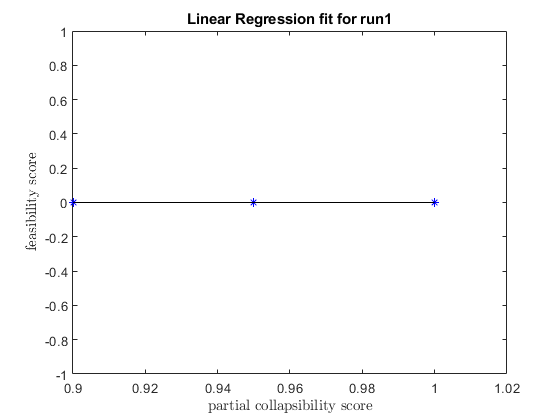 Linear Regression fit for run1
1
0.8
0.6
0.4
0.2
0
-0.2
-0.4
-0.6
-0.8
-1
feasibility score
0.9 0.92 0.94 0.96 0.98 1 1.02
partial collapsibility score